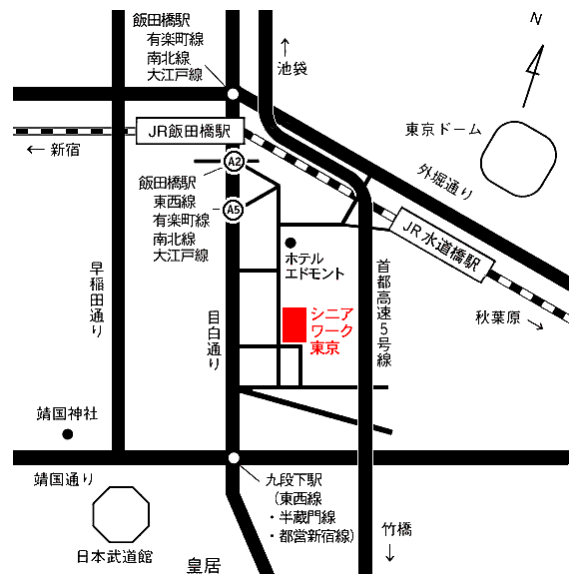 飯田橋駅
有楽町線
南北線
大江戸線
↑
池袋
N
JR飯田橋駅
← 新宿
東京ドーム
外堀通り
A2
飯田橋駅
東西線
有楽町線
南北線
大江戸線
A5
JR水道橋駅
ホテル
エドモント
早稲田通り
目白通り
首都高速5号線
シニア
ワーク
東京
秋葉原
→
靖国神社
靖国通り
九段下駅
(東西線
・半蔵門線
・都営新宿線)
竹橋
↓
日本武道館
皇居